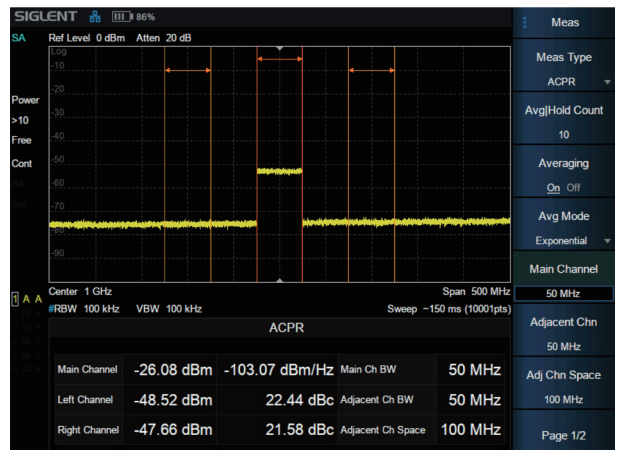 SIGLENT 86%
SA Ref Level 0 dBm Atten 20 dB
Log
-10
-20
-30
-40
-50
-60
-70
-80
-90
Power
>10
Free
Cont
PA
Center 1 GHz Span 500 MHz
#RBW 100 kHz VBW 100 kHz Sweep ~150 ms (10001pts)
1 A A
ACPR
Main Channel -26.08 dBm -103.07 dBm/Hz Main Ch BW 50 MHz
Left Channel -48.52 dBm 22.44 dBc Adjacent Ch BW 50 MHz
Right Channel -47.66 dBm 21.58 dBc Adjacent Ch Space 100 MHz
Meas
Meas Type
ACPR
Avg|Hold Count
10
Averaging
On Off
Avg Mode
Exponential
Main Channel
50 MHz
Adjacent Chn
50 MHz
Adj Chn Space
100 MHz
Page 1/2